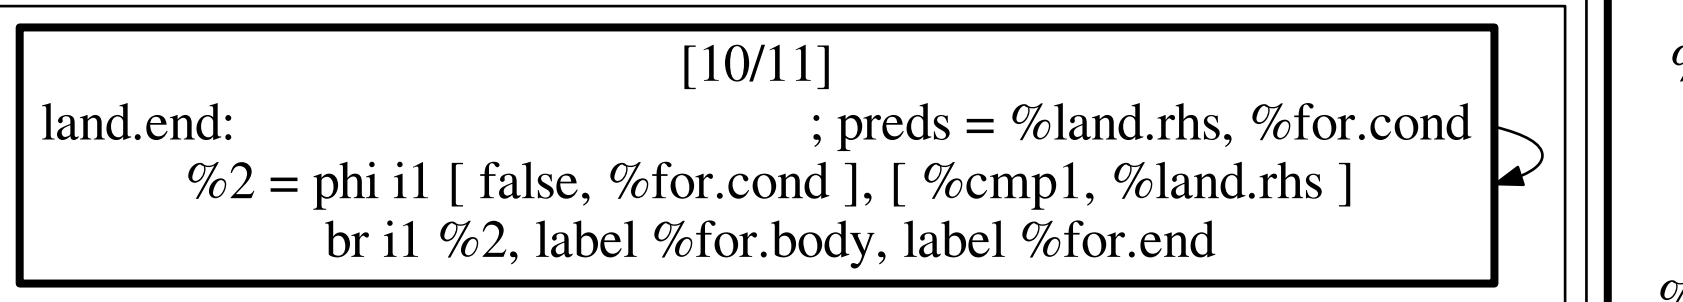 [10/11]
land.end: ; preds = %land.rhs, %for.cond
%2 = phi i1 [ false, %for.cond ], [ %cmp1, %land.rhs ]
br i1 %2, label %for.body, label %for.end